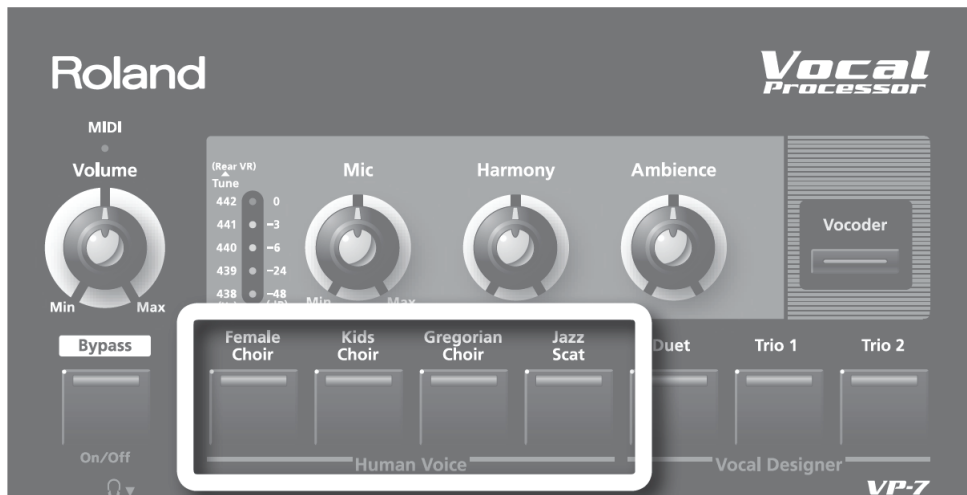 Roland
Vocal
Processor
MIDI
Volume
Min Max
(Rear VR)
Tune
442 0
441 -3
440 -6
439 -24
438 -48
Mic
Min Max
Harmony
Ambience
Vocoder
Bypass
On/Off
Female
Choir
Kids
Choir
Gregorian
Choir
Jazz
Scat
Duet
Trio 1
Trio 2
Human Voice
Vocal Designer
VP-7